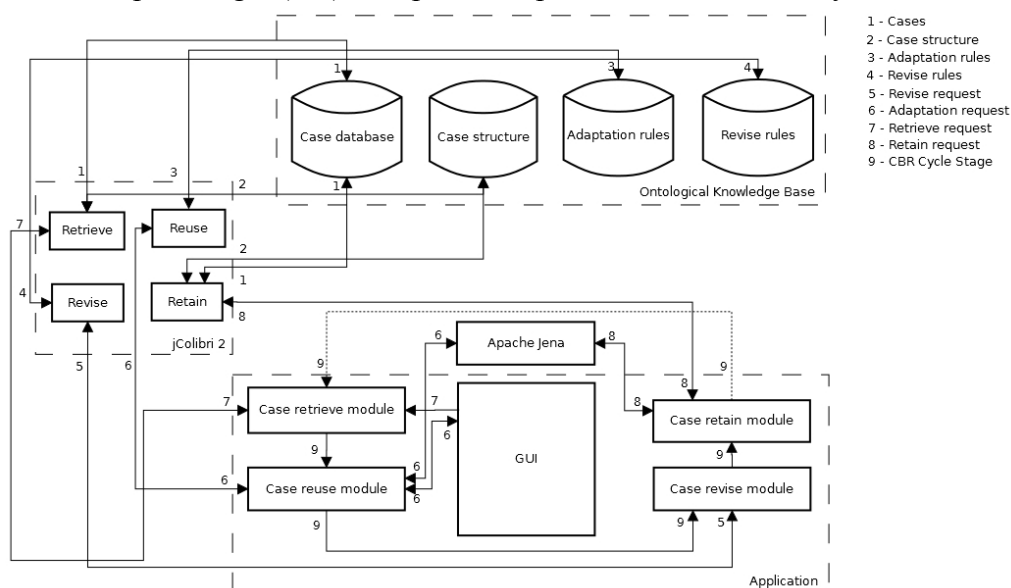 1 - Cases
2 - Case structure
3 - Adaptation rules
4 - Revise rules
5 - Revise request
6 - Adaptation request
7 - Retrieve request
8 - Retain request
9 - CBR Cycle Stage
1
3
4
Case database
Case structure
Adaptation rules
Revise rules
1
3
2
1
Ontological Knowledge Base
7
Retrieve
Reuse
2
4
Revise
Retain
1
8
jColibri 2
5
6
9
6
Apache Jena
8
9
8
7
Case retrieve module
7
6
8
Case retain module
9
GUI
9
6
Case reuse module
6
6
Case revise module
9
9
5
Application